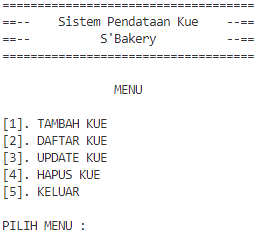 ====================================
==--    Sistem Pendataan Kue    --==
==--          S'Bakery          --==
====================================
MENU
[1]. TAMBAH KUE
[2]. DAFTAR KUE
[3]. UPDATE KUE
[4]. HAPUS KUE
[5]. KELUAR
PILIH MENU :